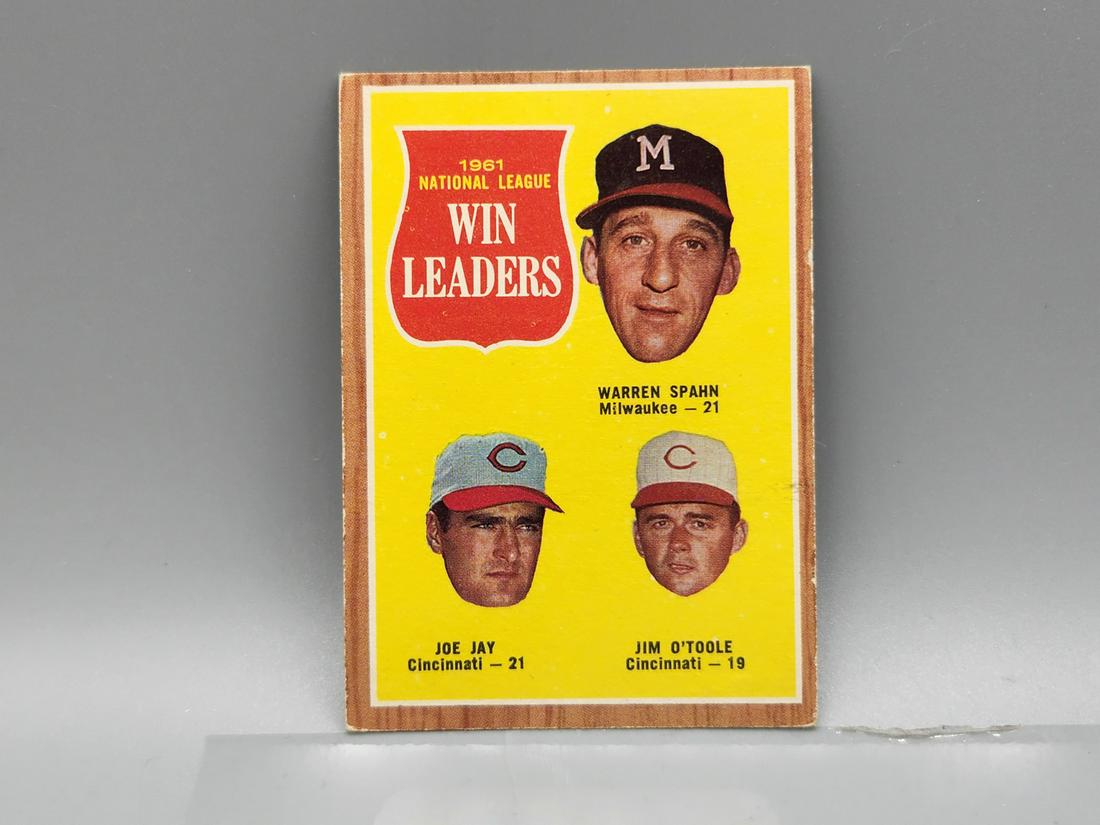 1961
NATIONAL LEAGUE
WIN
LEADERS
M
WARREN SPAHN
Milwaukee — 21
C
C
JOE JAY
Cincinnati — 21
JIM O'TOOLE
Cincinnati — 19